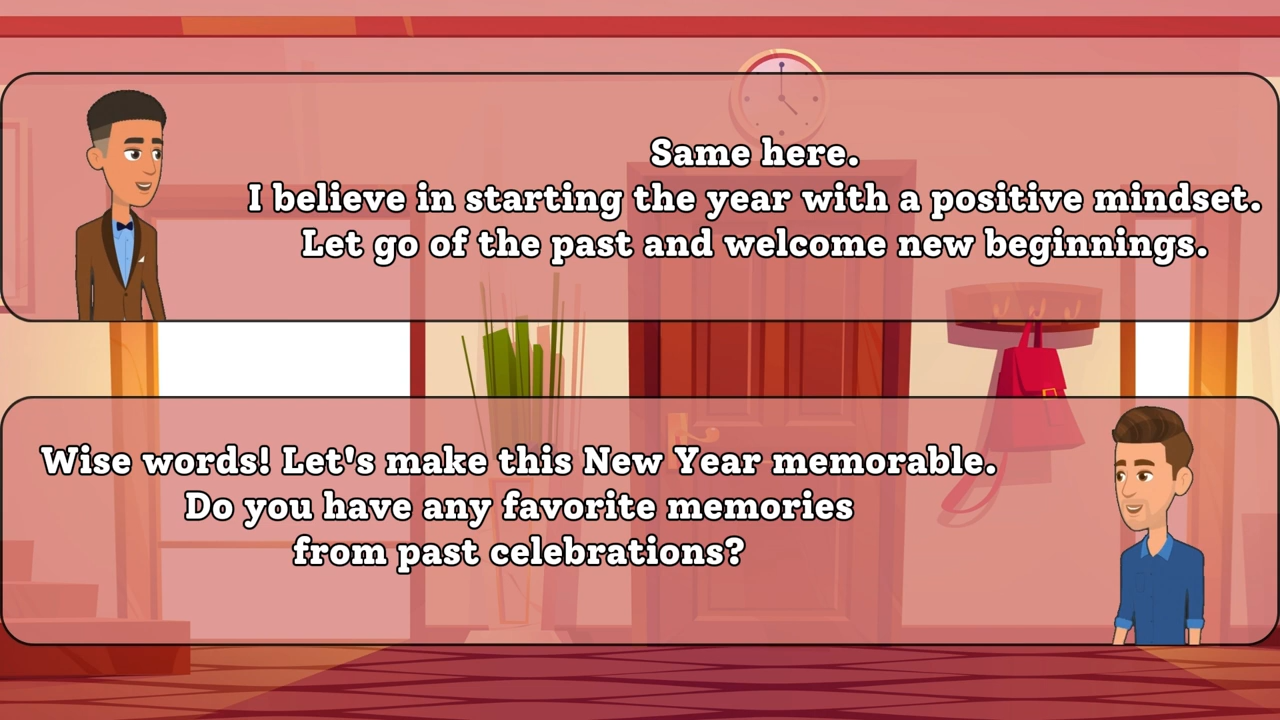 Same here.
I believe in starting the year with a positive mindset.
Let go of the past and welcome new beginnings.
Wise words! Let's make this New Year memorable.
Do you have any favorite memories
from past celebrations?